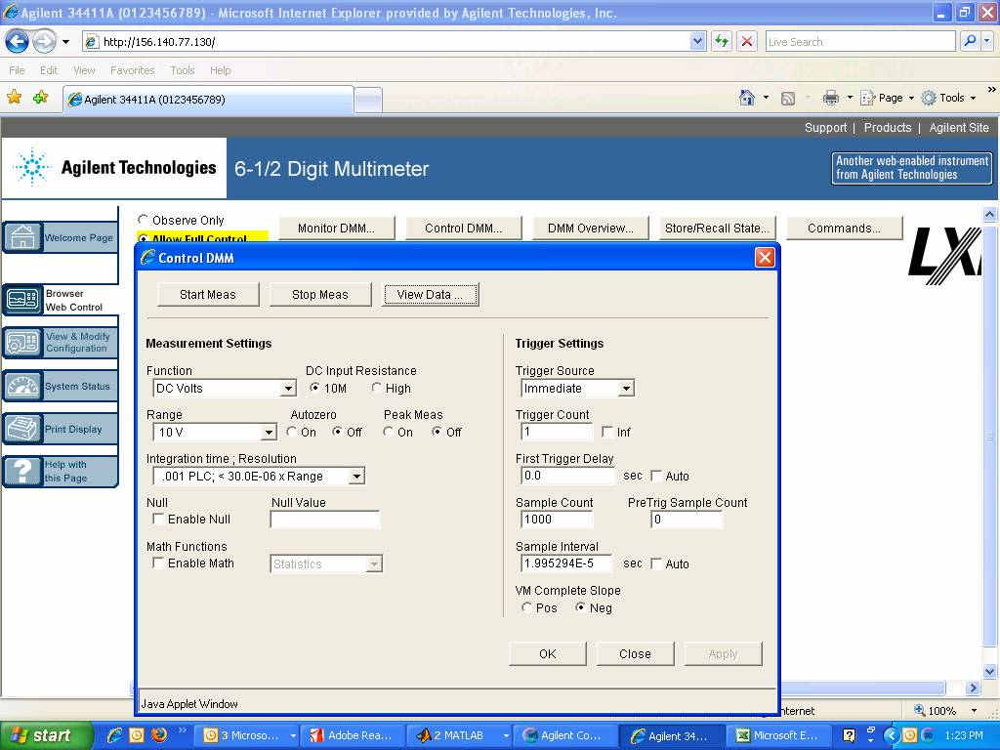 Agilent 34411A (0123456789) - Microsoft Internet Explorer provided by Agilent Technologies, Inc.
http://156.140.77.130/
Live Search
File Edit View Favorites Tools Help
Agilent 34411A (0123456789)
Page Tools »
Support | Products | Agilent Site
Agilent Technologies
6-1/2 Digit Multimeter
Another web-enabled instrument
from Agilent Technologies
Welcome Page
Browser
Web Control
View & Modify
Configuration
System Status
Print Display
Help with
this Page
Observe Only
Allow Full Control
Monitor DMM... Control DMM... DMM Overview... Store/Recall State... Commands...
LXI
Control DMM
Start Meas Stop Meas View Data ...
Measurement Settings
Function DC Input Resistance
DC Volts 10M High
Range Autozero Peak Meas
10 V On Off On Off
Integration time ; Resolution
.001 PLC; < 30.0E-06 x Range
Null Null Value
Enable Null
Math Functions
Enable Math Statistics
Trigger Settings
Trigger Source
Immediate
Trigger Count
1 Inf
First Trigger Delay
0.0 sec Auto
Sample Count PreTrig Sample Count
1000 0
Sample Interval
1.995294E-5 sec Auto
VM Complete Slope
Pos Neg
OK Close Apply
Java Applet Window
nternet 100%
start » 3 Microso... Adobe Rea... 2 MATLAB Agilent Co... Agilent 34... Microsoft E... 1:23 PM